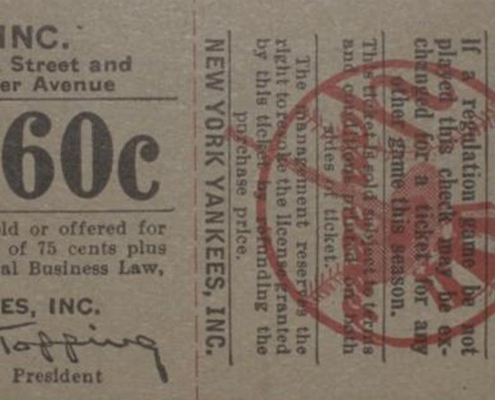 INC.
Street and
er Avenue
60c
ld or offered for
of 75 cents plus
al Business Law,
ES, INC.
Topping
President
If a regulation game be not
played this check may be ex-
changed for a ticket for any
other game this season.
This ticket is sold subject to terms
and conditions printed on both
sides of ticket.
The management reserves the
right to revoke the license granted
by this ticket by refunding the
purchase price.
NEW YORK YANKEES, INC.